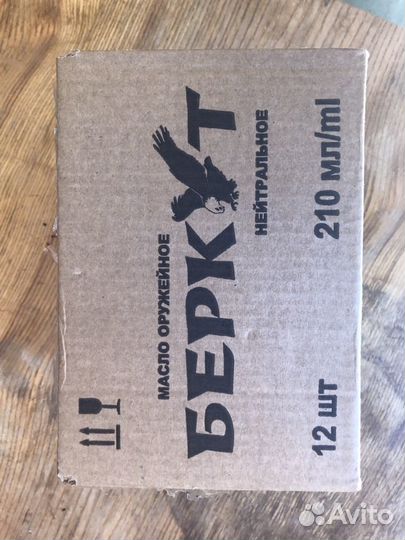 МАСЛО ОРУЖЕЙНОЕ
БЕРКУТ
НЕЙТРАЛЬНОЕ
12 ШТ 210 мл/ml
Avito